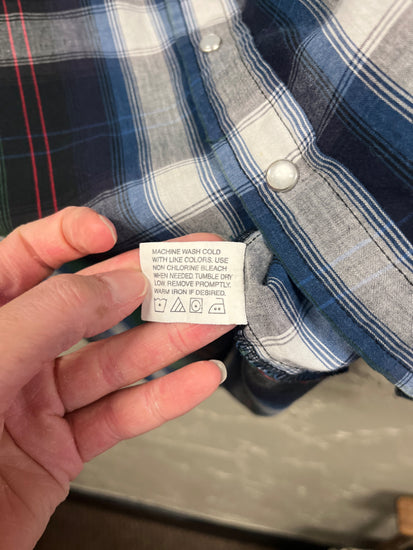 MACHINE WASH COLD
WITH LIKE COLORS. USE
NON CHLORINE BLEACH
WHEN NEEDED. TUMBLE DRY
LOW. REMOVE PROMPTLY.
WARM IRON IF DESIRED.